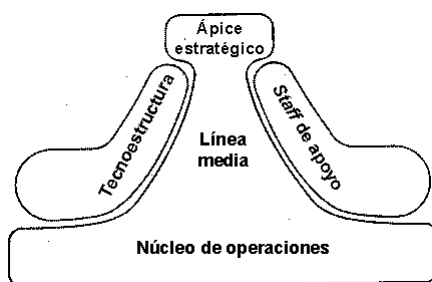 Ápice
estratégico
Tecnoestructura
Línea
media
Staff de apoyo
Núcleo de operaciones